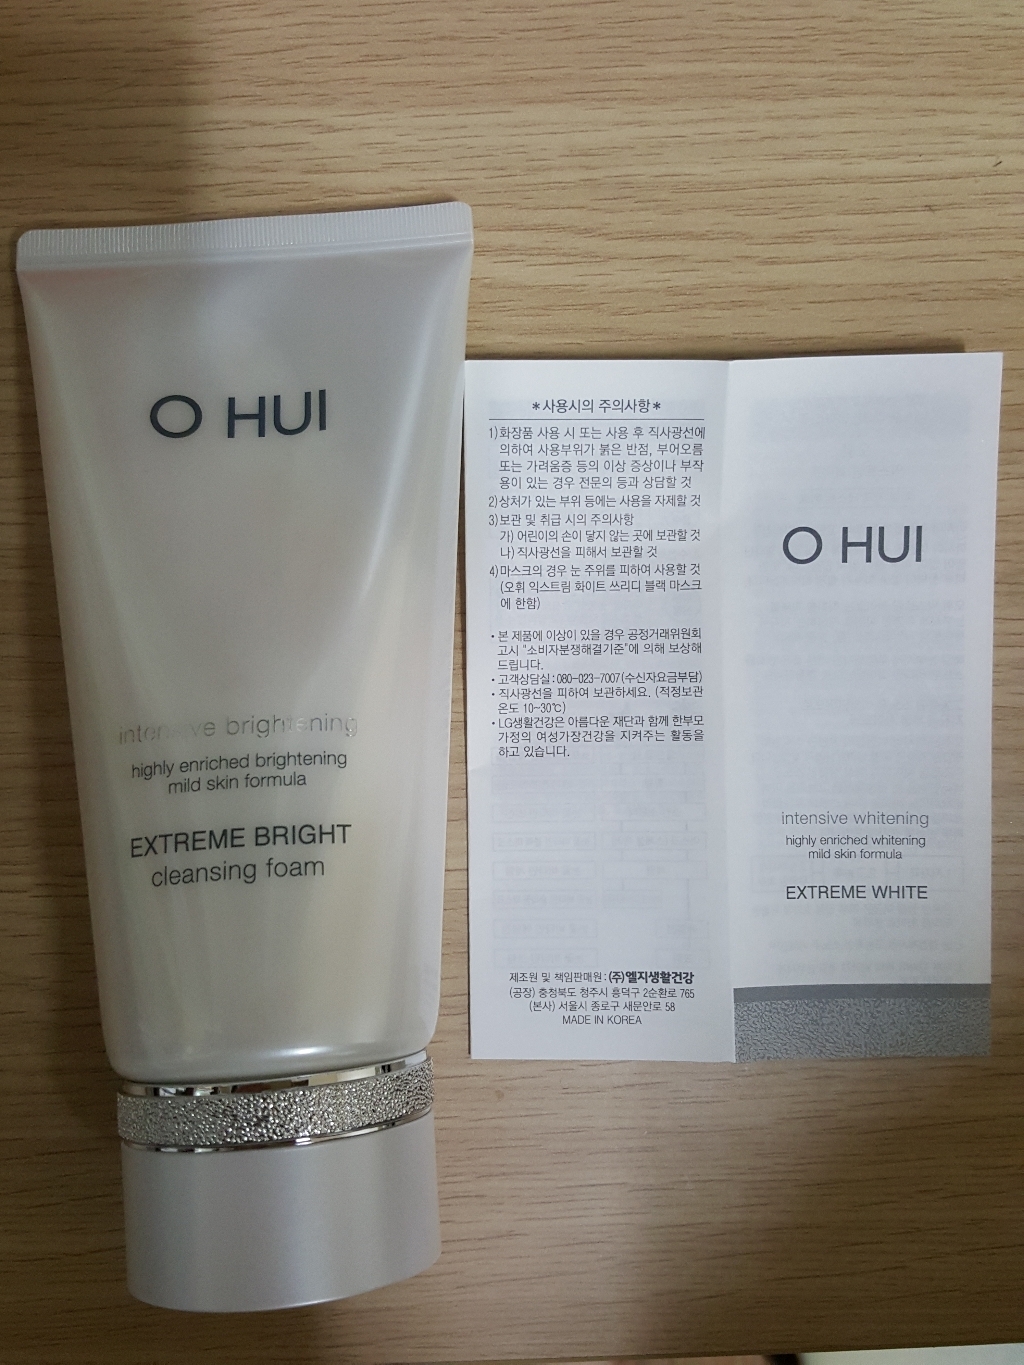 O HUI
intensive brightening
highly enriched brightening
mild skin formula
EXTREME BRIGHT
cleansing foam
*사용시의 주의사항*
1)화장품 사용 시 또는 사용 후 직사광선에
의하여 사용부위가 붉은 반점, 부어오름
또는 가려움증 등의 이상 증상이나 부작
용이 있는 경우 전문의 등과 상담할 것
2)상처가 있는 부위 등에는 사용을 자제할 것
3)보관 및 취급 시의 주의사항
가) 어린이의 손이 닿지 않는 곳에 보관할 것
나) 직사광선을 피해서 보관할 것
4)마스크의 경우 눈 주위를 피하여 사용할 것
(오휘 익스트림 화이트 쓰리디 블랙 마스크
에 한함)
• 본 제품에 이상이 있을 경우 공정거래위원회
고시 "소비자분쟁해결기준"에 의해 보상해
드립니다.
• 고객상담실 : 080-023-7007(수신자요금부담)
• 직사광선을 피하여 보관하세요. (적정보관
온도 10~30℃)
• LG생활건강은 아름다운 재단과 함께 한부모
가정의 여성가장건강을 지켜주는 활동을
하고 있습니다.
제조원 및 책임판매원 : (주)엘지생활건강
(공장) 충청북도 청주시 흥덕구 2순환로 765
(본사) 서울시 종로구 새문안로 58
MADE IN KOREA
O HUI
intensive whitening
highly enriched whitening
mild skin formula
EXTREME WHITE